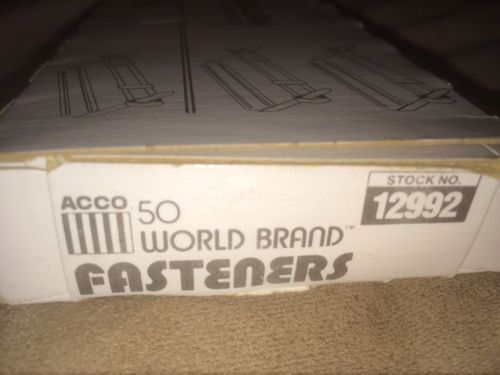 ACCO
50
WORLD BRAND™
FASTENERS
STOCK NO.
12992